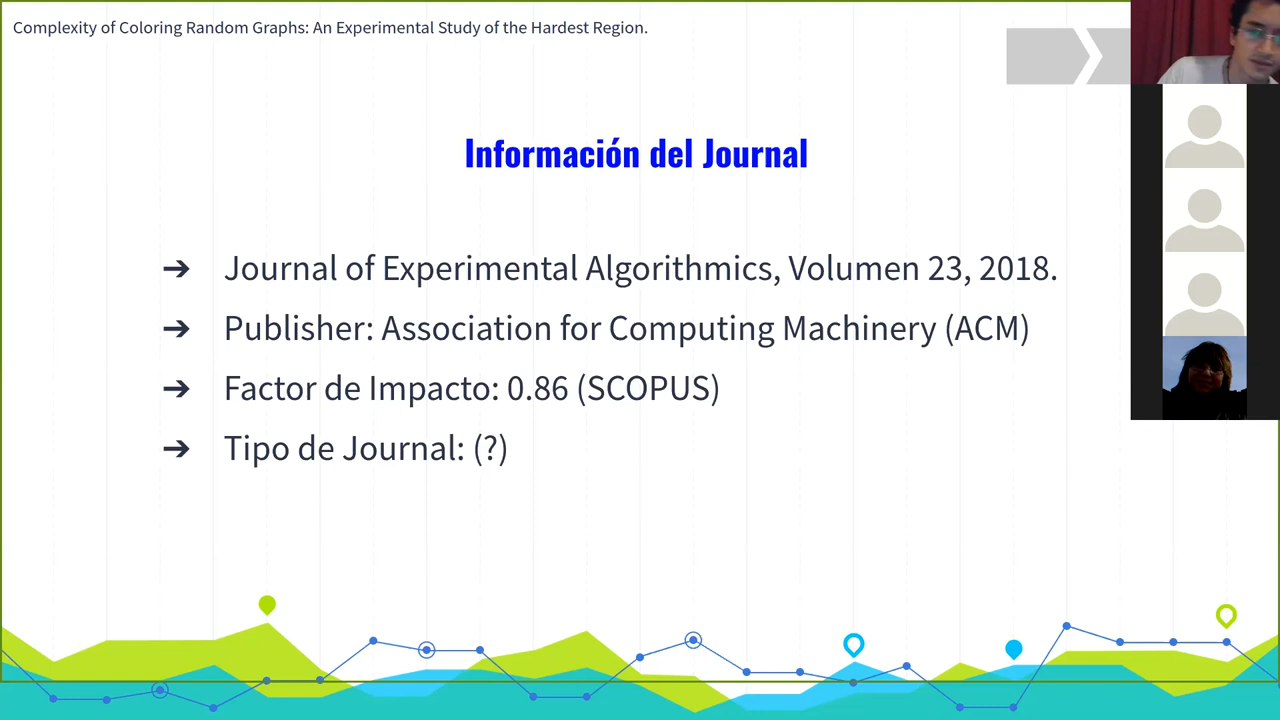 Complexity of Coloring Random Graphs: An Experimental Study of the Hardest Region.
Información del Journal
➔ Journal of Experimental Algorithmics, Volumen 23, 2018.
➔ Publisher: Association for Computing Machinery (ACM)
➔ Factor de Impacto: 0.86 (SCOPUS)
➔ Tipo de Journal: (?)